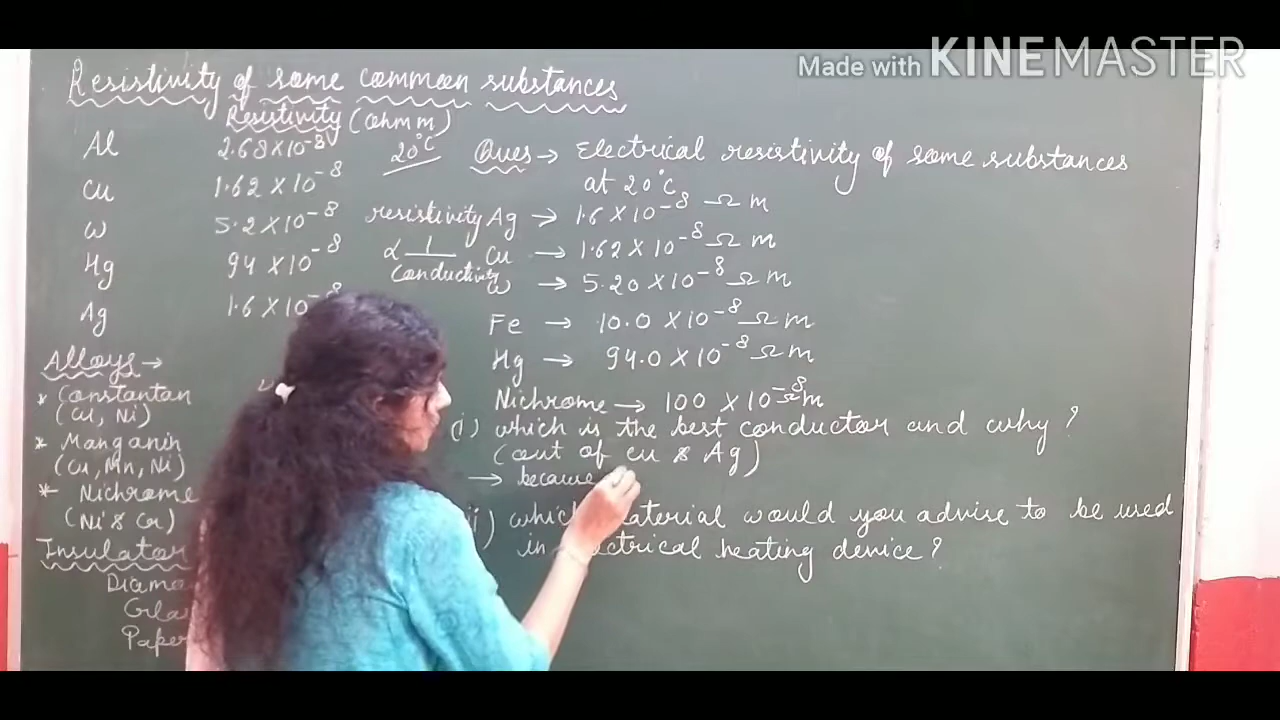 Made with KINEMASTER
Resistivity of some common substances
Resistivity (ohm m)
20°C
Al 2.68 X 10⁻⁸
Cu 1.62 X 10⁻⁸
W 5.2 X 10⁻⁸
Hg 94 X 10⁻⁸
Ag 1.6 X 10⁻⁸
Alloys →
* Constantan
(Cu, Ni)
* Manganin
(Cu, Mn, Ni)
* Nichrome
(Ni & Cr)
Insulator
Diamo
Gla
Paper
resistivity
α 1
Conductivity
Ques → Electrical resistivity of some substances
at 20°C
Ag → 1.6 X 10⁻⁸ Ω m
Cu → 1.62 X 10⁻⁸ Ω m
W → 5.20 X 10⁻⁸ Ω m
Fe → 10.0 X 10⁻⁸ Ω m
Hg → 94.0 X 10⁻⁸ Ω m
Nichrome → 100 X 10⁻⁸ Ω m
(i) which is the best conductor and why?
(out of cu & Ag)
→ because
ii) which material would you advise to be used
in electrical heating device?